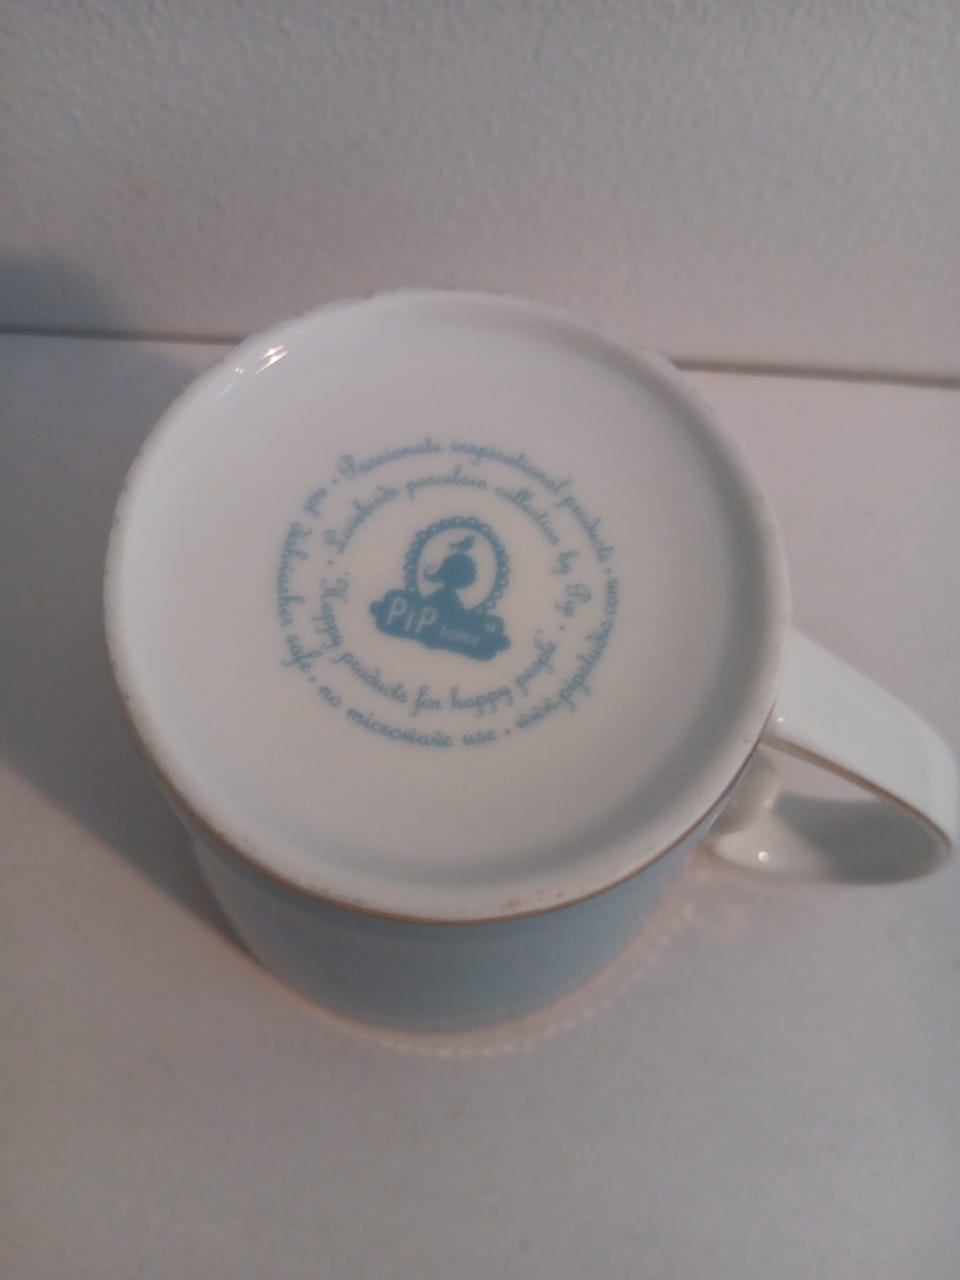 Passionate inspirational products • www.pipstudio.com • no microwave use • not dishwasher safe •
Lovebirds porcelain collection by Pip • 'Happy products for happy people' •
PiP
home